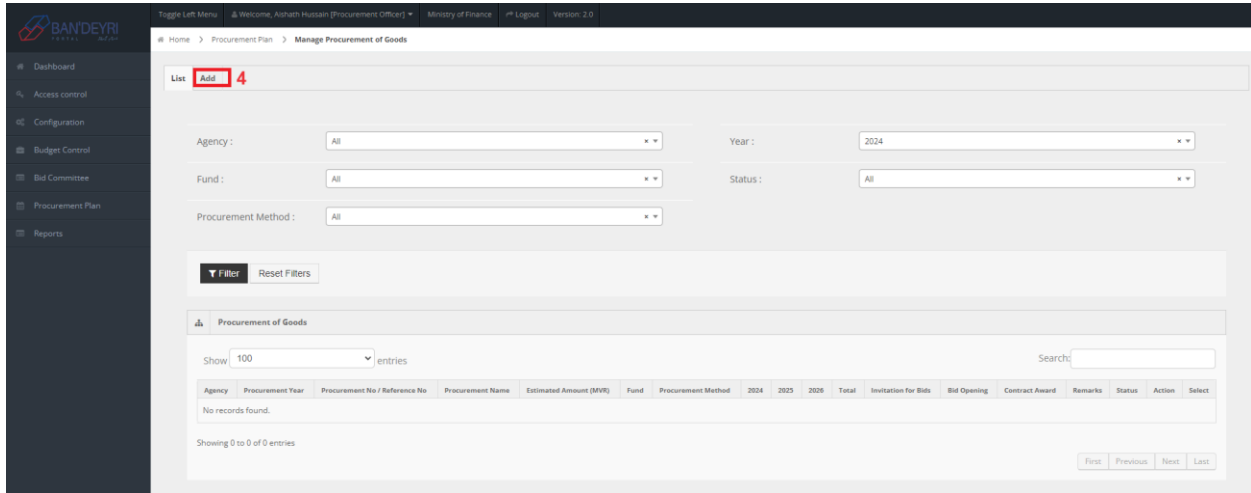 BAN'DEYRI
PORTAL
Toggle Left Menu Welcome, Aishath Hussain [Procurement Officer] Ministry of Finance Logout Version: 2.0
Home > Procurement Plan > Manage Procurement of Goods
Dashboard
Access control
Configuration
Budget Control
Bid Committee
Procurement Plan
Reports
List Add 4
Agency : All × Year : 2024 ×
Fund : All × Status : All ×
Procurement Method : All ×
Filter Reset Filters
Procurement of Goods
Show 100 entries Search:
Agency Procurement Year Procurement No / Reference No Procurement Name Estimated Amount (MVR) Fund Procurement Method 2024 2025 2026 Total Invitation for Bids Bid Opening Contract Award Remarks Status Action Select
No records found.
Showing 0 to 0 of 0 entries
First Previous Next Last